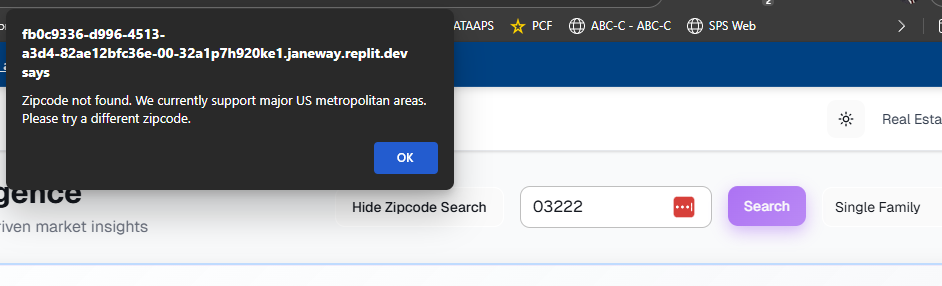 2
fb0c9336-d996-4513-
a3d4-82ae12bfc36e-00-32a1p7h920ke1.janeway.replit.dev
says
Zipcode not found. We currently support major US metropolitan areas.
Please try a different zipcode.
OK
ATAAPS
PCF
ABC-C - ABC-C
SPS Web
Real Esta
gence
riven market insights
Hide Zipcode Search
03222
Search
Single Family